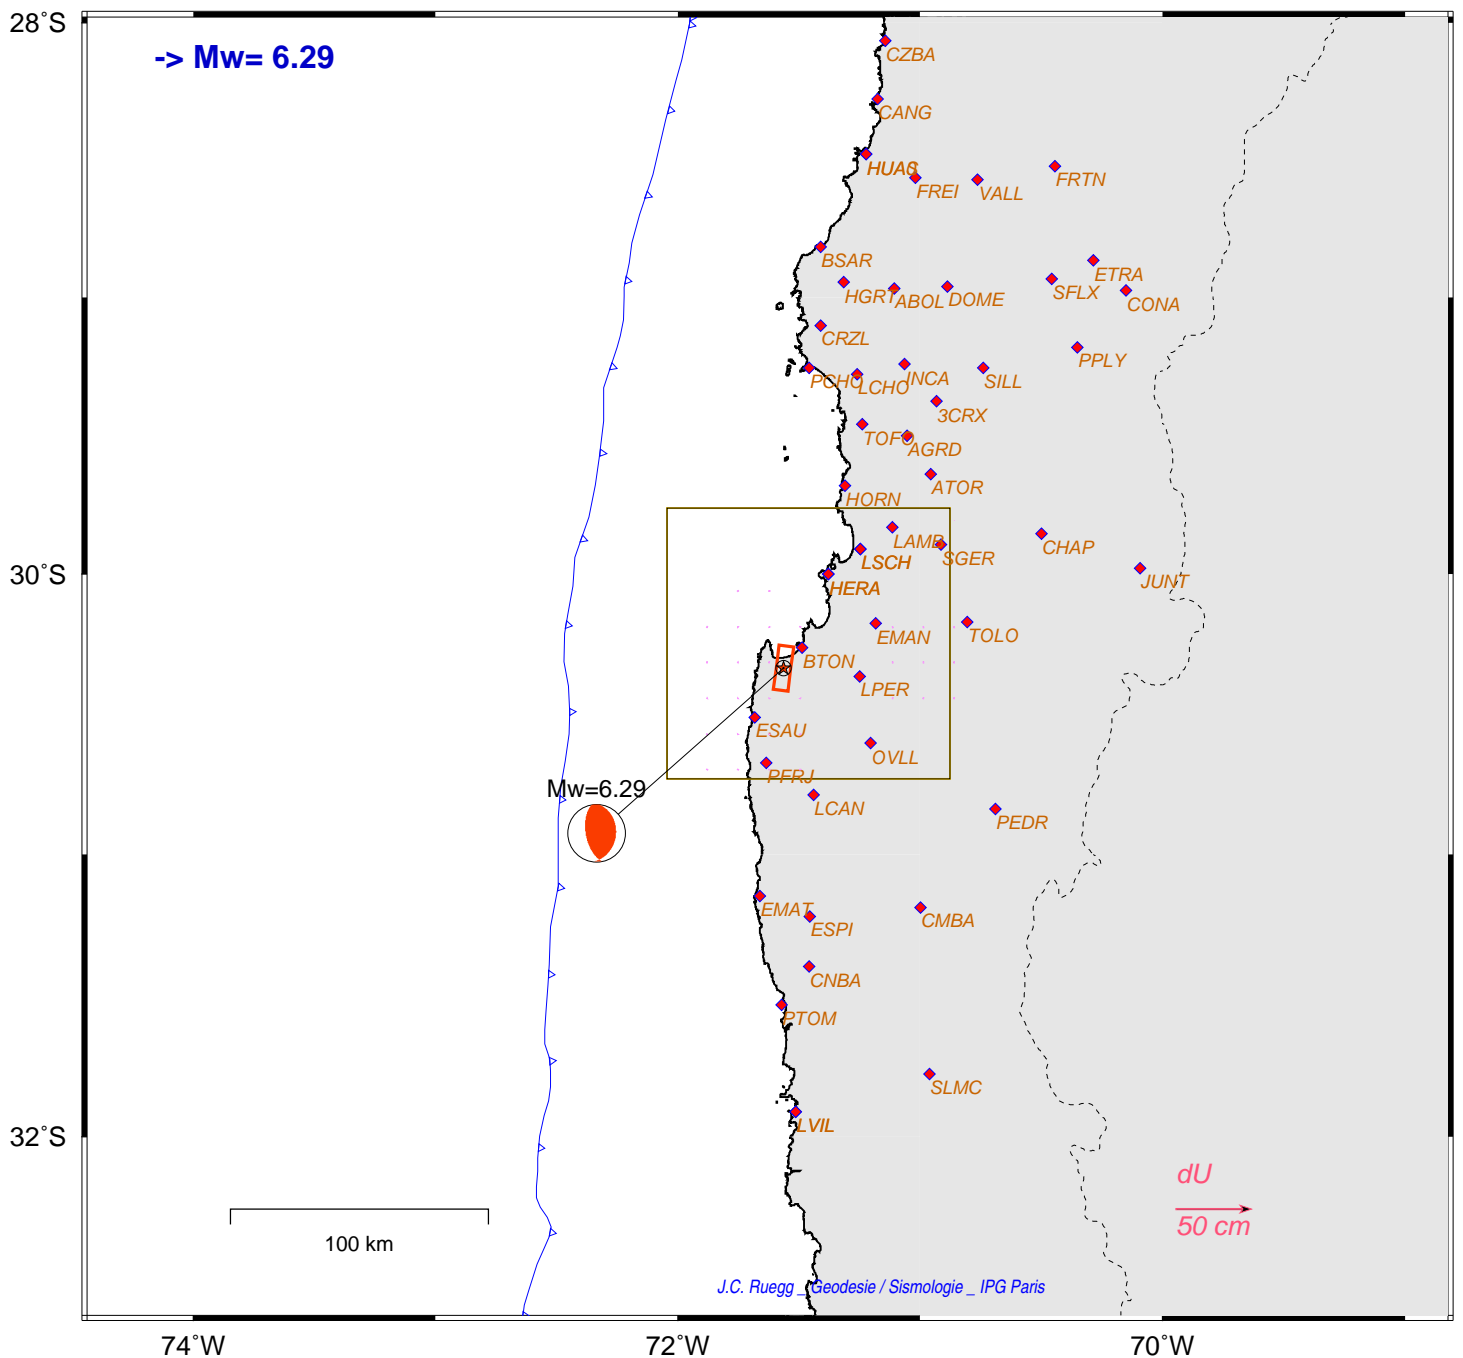 28°S
-> Mw= 6.29
CZBA
CANG
HUAS
FREI
VALL
FRTN
BSAR
ETRA
HGRT
ABOL
DOME
SFLX
CONA
CRZL
PPLY
PCHO
LCHO
INCA
SILL
3CRX
TOFO
AGRD
ATOR
HORN
LAMB
CHAP
LSCH
SGER
30°S
HERA
JUNT
EMAN
TOLO
BTON
LPER
ESAU
OVLL
PFRJ
Mw=6.29
LCAN
PEDR
EMAT
ESPI
CMBA
CNBA
PTOM
SLMC
LVIL
32°S
dU
50 cm
100 km
J.C. Ruegg _ Geodesie / Sismologie _ IPG Paris
74°W
72°W
70°W